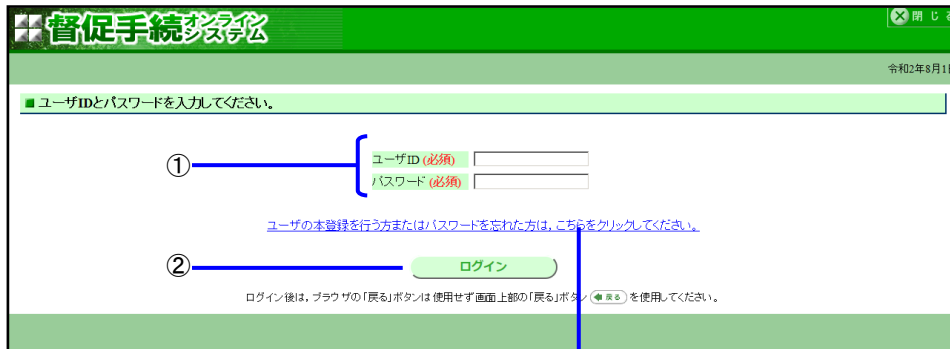 督促手続オンラインシステム
閉じる
令和2年8月1日
ユーザIDとパスワードを入力してください。
①
ユーザID (必須)
パスワード (必須)
ユーザの本登録を行う方またはパスワードを忘れた方は，こちらをクリックしてください。
②
ログイン
ログイン後は，ブラウザの「戻る」ボタンは使用せず画面上部の「戻る」ボタン 戻る を使用してください。